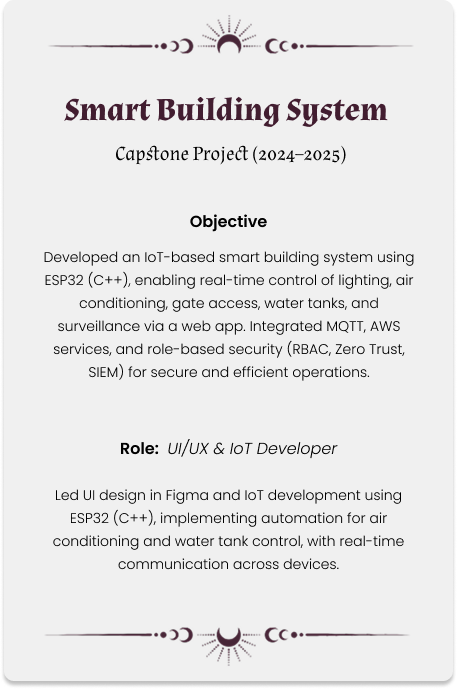 Smart Building System
Capstone Project (2024–2025)
Objective
Developed an IoT-based smart building system using
ESP32 (C++), enabling real-time control of lighting, air
conditioning, gate access, water tanks, and
surveillance via a web app. Integrated MQTT, AWS
services, and role-based security (RBAC, Zero Trust,
SIEM) for secure and efficient operations.
Role: UI/UX & IoT Developer
Led UI design in Figma and IoT development using
ESP32 (C++), implementing automation for air
conditioning and water tank control, with real-time
communication across devices.